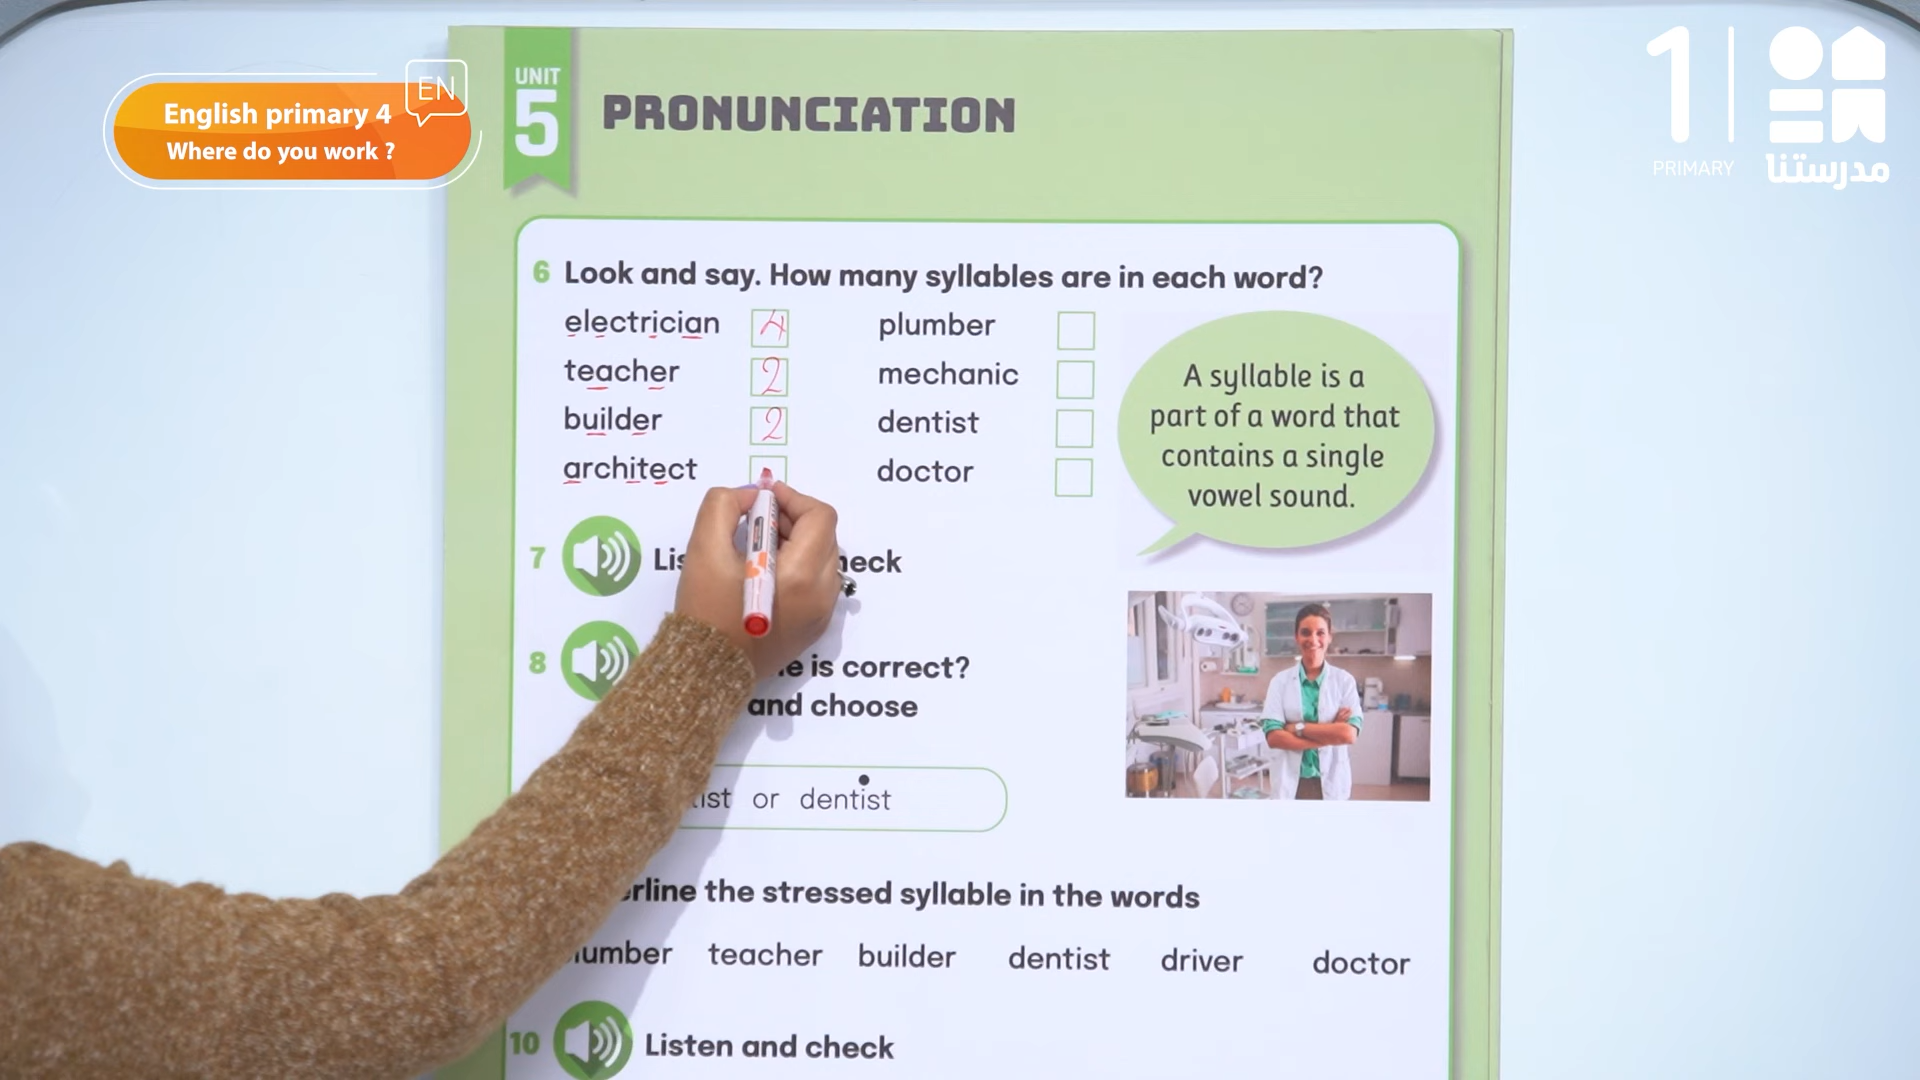 English primary 4
EN
Where do you work ?
1
PRIMARY
مدرستنا
UNIT
5
PRONUNCIATION
6 Look and say. How many syllables are in each word?
electrician 4 plumber
teacher 2 mechanic
builder 2 dentist
architect doctor
A syllable is a
part of a word that
contains a single
vowel sound.
7 Lis heck
8 e is correct?
and choose
ist or dentist
rline the stressed syllable in the words
lumber teacher builder dentist driver doctor
10 Listen and check